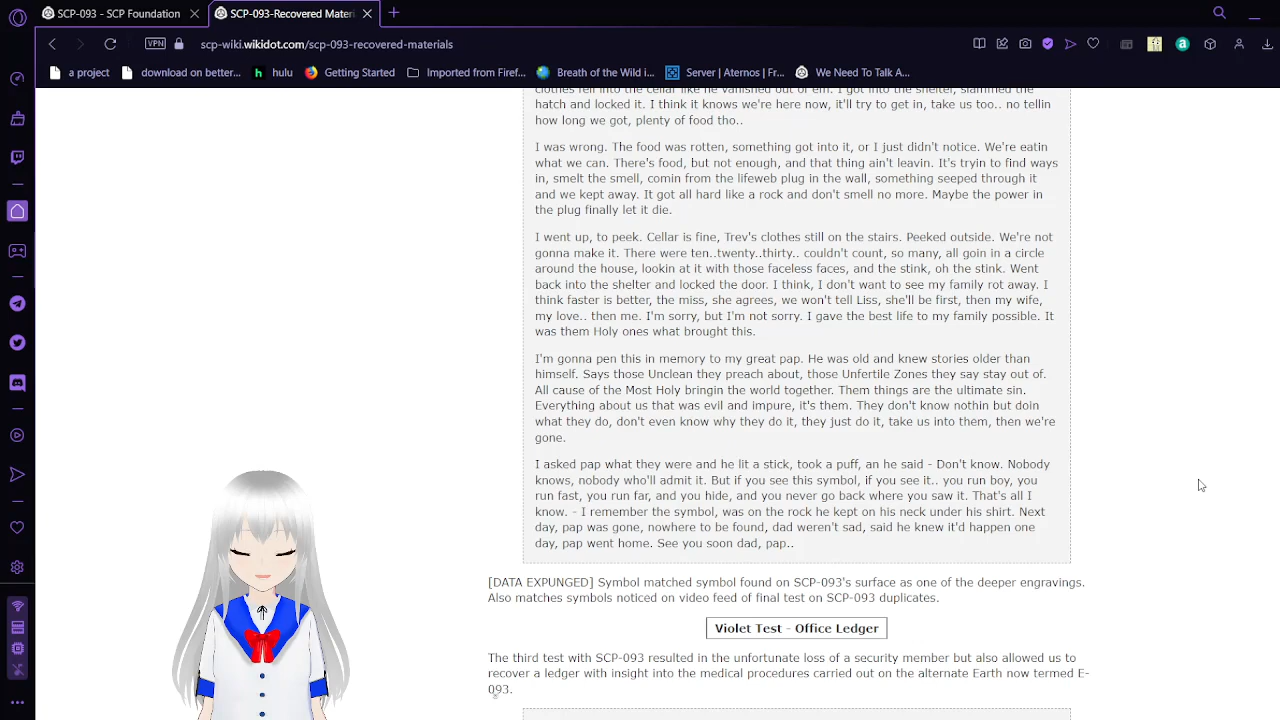 SCP-093 - SCP Foundation
SCP-093-Recovered Materi
VPN
scp-wiki.wikidot.com/scp-093-recovered-materials
a project
download on better...
hulu
Getting Started
Imported from Firef...
Breath of the Wild i...
Server | Aternos | Fr...
We Need To Talk A...
clothes fell into the cellar like he vanished out of em. I got into the shelter, slammed the
hatch and locked it. I think it knows we're here now, it'll try to get in, take us too.. no tellin
how long we got, plenty of food tho..
I was wrong. The food was rotten, something got into it, or I just didn't notice. We're eatin
what we can. There's food, but not enough, and that thing ain't leavin. It's tryin to find ways
in, smelt the smell, comin from the lifeweb plug in the wall, something seeped through it
and we kept away. It got all hard like a rock and don't smell no more. Maybe the power in
the plug finally let it die.
I went up, to peek. Cellar is fine, Trev's clothes still on the stairs. Peeked outside. We're not
gonna make it. There were ten..twenty..thirty.. couldn't count, so many, all goin in a circle
around the house, lookin at it with those faceless faces, and the stink, oh the stink. Went
back into the shelter and locked the door. I think, I don't want to see my family rot away. I
think faster is better, the miss, she agrees, we won't tell Liss, she'll be first, then my wife,
my love.. then me. I'm sorry, but I'm not sorry. I gave the best life to my family possible. It
was them Holy ones what brought this.
I'm gonna pen this in memory to my great pap. He was old and knew stories older than
himself. Says those Unclean they preach about, those Unfertile Zones they say stay out of.
All cause of the Most Holy bringin the world together. Them things are the ultimate sin.
Everything about us that was evil and impure, it's them. They don't know nothin but doin
what they do, don't even know why they do it, they just do it, take us into them, then we're
gone.
I asked pap what they were and he lit a stick, took a puff, an he said - Don't know. Nobody
knows, nobody who'll admit it. But if you see this symbol, if you see it.. you run boy, you
run fast, you run far, and you hide, and you never go back where you saw it. That's all I
know. - I remember the symbol, was on the rock he kept on his neck under his shirt. Next
day, pap was gone, nowhere to be found, dad weren't sad, said he knew it'd happen one
day, pap went home. See you soon dad, pap..
[DATA EXPUNGED] Symbol matched symbol found on SCP-093's surface as one of the deeper engravings.
Also matches symbols noticed on video feed of final test on SCP-093 duplicates.
Violet Test - Office Ledger
The third test with SCP-093 resulted in the unfortunate loss of a security member but also allowed us to
recover a ledger with insight into the medical procedures carried out on the alternate Earth now termed E-
093.